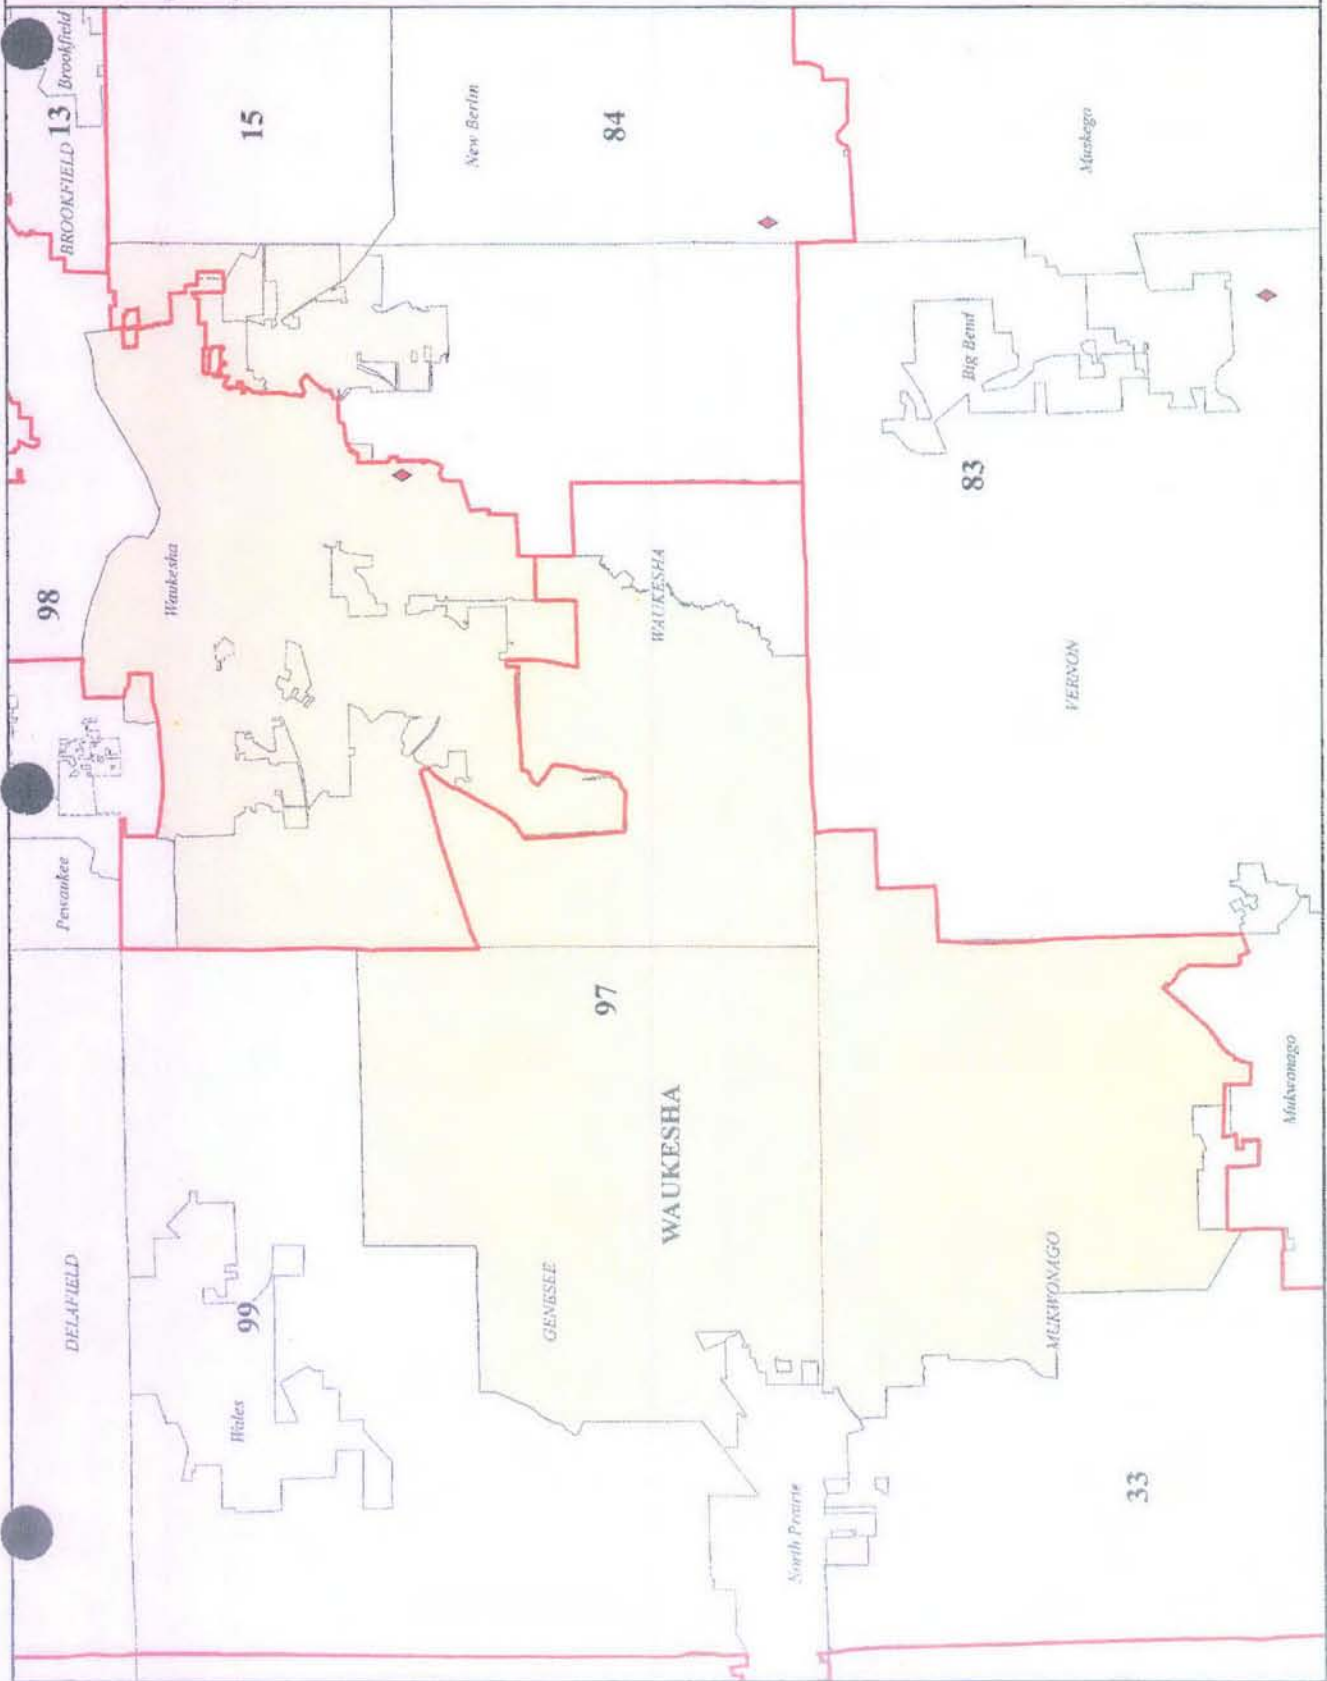 Brookfield
13
BROOKFIELD
15
New Berlin
84
Muskego
98
Waukesha
WAUKESHA
Big Bend
83
VERNON
Pewaukee
97
WAUKESHA
Mukwonago
DELAFIELD
99
Wales
GENESEE
MUKWONAGO
North Prairie
33